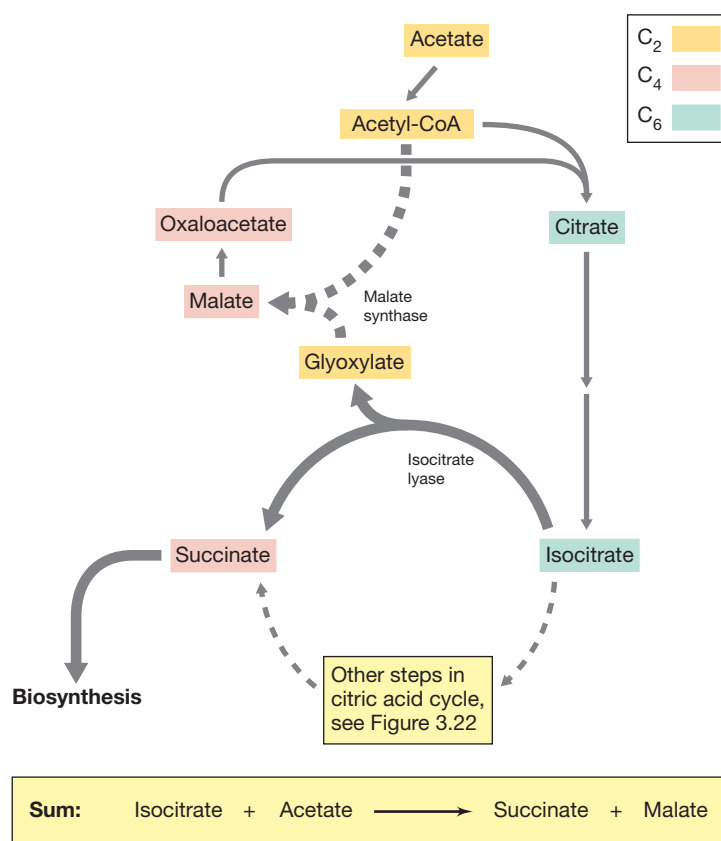 Acetate
C₂
C₄
C₆
Acetyl-CoA
Oxaloacetate
Citrate
Malate
Malate
synthase
Glyoxylate
Isocitrate
lyase
Succinate
Isocitrate
Other steps in
citric acid cycle,
see Figure 3.22
Biosynthesis
Sum: Isocitrate + Acetate ⟶ Succinate + Malate